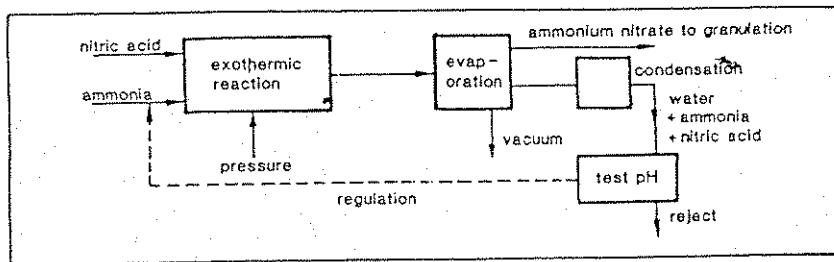 nitric acid
ammonia
exothermic
reaction
pressure
evap-
oration
vacuum
ammonium nitrate to granulation
condensation
water
+ ammonia
+ nitric acid
test pH
regulation
reject